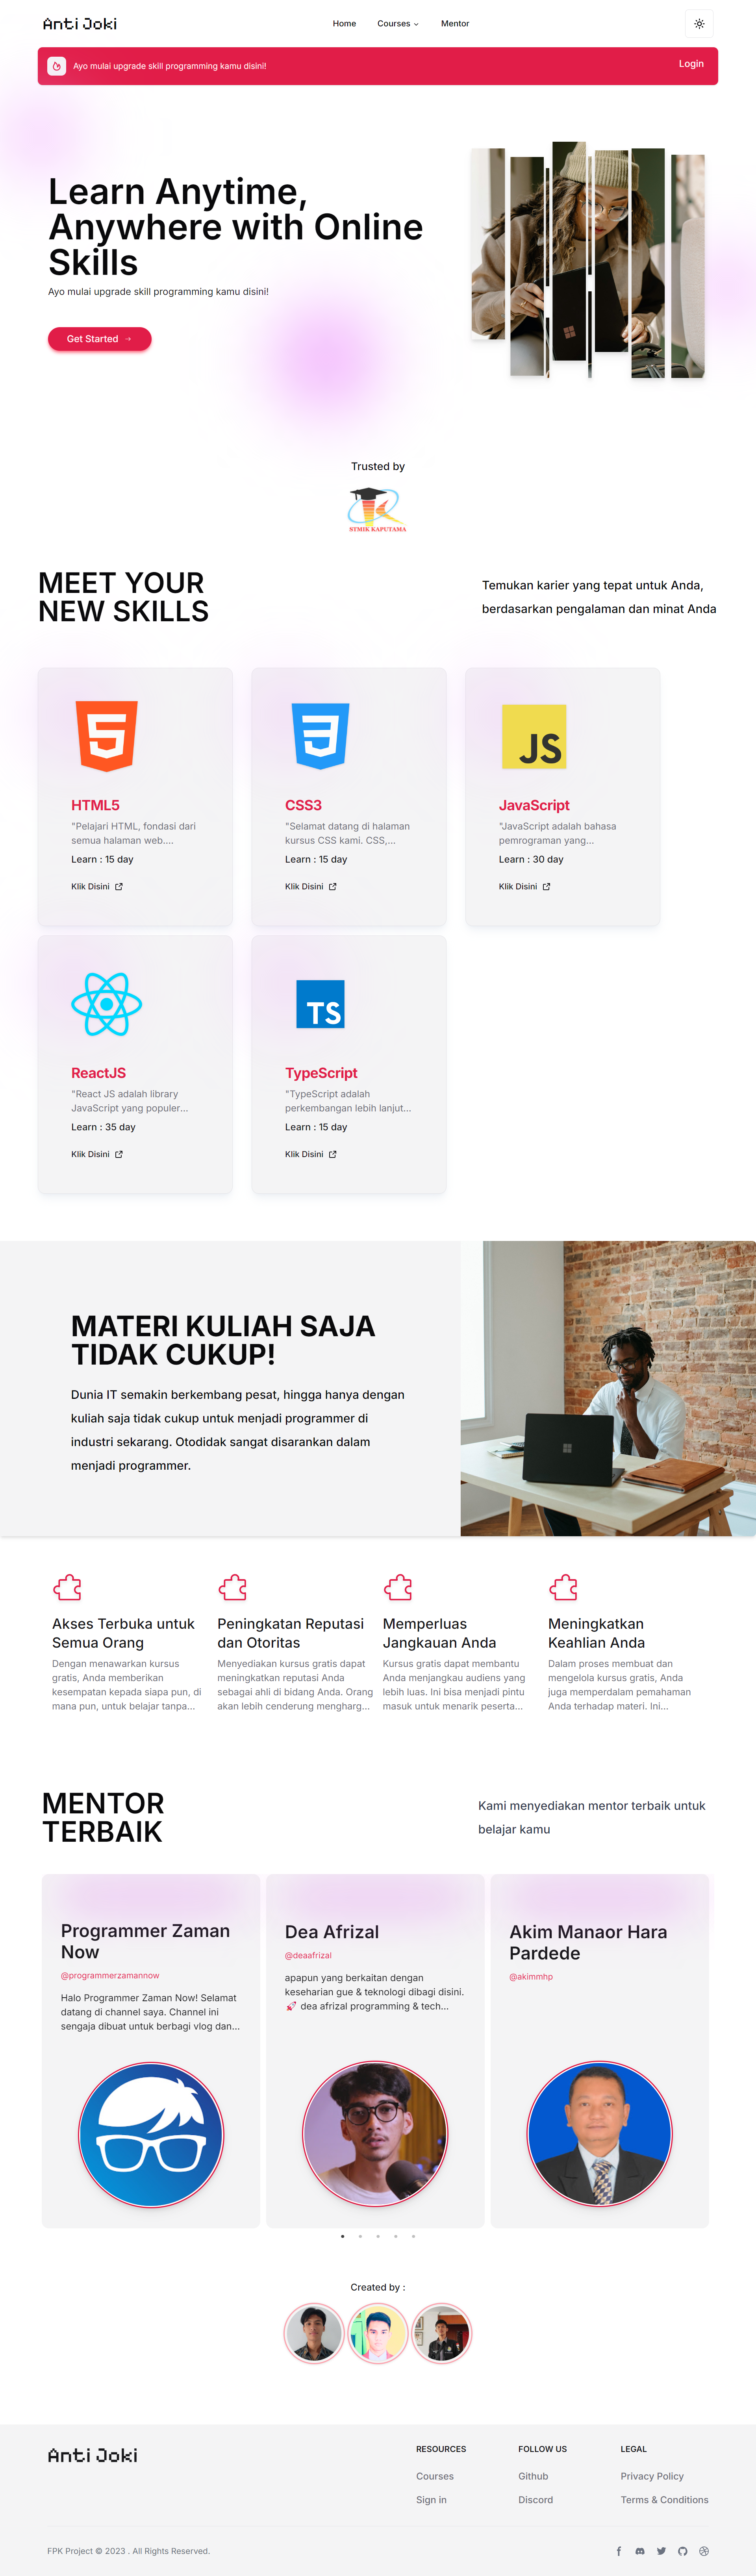 Anti Joki
Home
Courses
Mentor
Ayo mulai upgrade skill programming kamu disini!
Login
Learn Anytime,
Anywhere with Online
Skills
Ayo mulai upgrade skill programming kamu disini!
Get Started →
Trusted by
STMIK KAPUTAMA
MEET YOUR
NEW SKILLS
Temukan karier yang tepat untuk Anda,
berdasarkan pengalaman dan minat Anda
HTML5
"Pelajari HTML, fondasi dari
semua halaman web....
Learn : 15 day
Klik Disini
CSS3
"Selamat datang di halaman
kursus CSS kami. CSS,...
Learn : 15 day
Klik Disini
JS
JavaScript
"JavaScript adalah bahasa
pemrograman yang...
Learn : 30 day
Klik Disini
ReactJS
"React JS adalah library
JavaScript yang populer...
Learn : 35 day
Klik Disini
TS
TypeScript
"TypeScript adalah
perkembangan lebih lanjut...
Learn : 15 day
Klik Disini
MATERI KULIAH SAJA
TIDAK CUKUP!
Dunia IT semakin berkembang pesat, hingga hanya dengan
kuliah saja tidak cukup untuk menjadi programmer di
industri sekarang. Otodidak sangat disarankan dalam
menjadi programmer.
Akses Terbuka untuk
Semua Orang
Dengan menawarkan kursus
gratis, Anda memberikan
kesempatan kepada siapa pun, di
mana pun, untuk belajar tanpa...
Peningkatan Reputasi
dan Otoritas
Menyediakan kursus gratis dapat
meningkatkan reputasi Anda
sebagai ahli di bidang Anda. Orang
akan lebih cenderung mengharg...
Memperluas
Jangkauan Anda
Kursus gratis dapat membantu
Anda menjangkau audiens yang
lebih luas. Ini bisa menjadi pintu
masuk untuk menarik peserta...
Meningkatkan
Keahlian Anda
Dalam proses membuat dan
mengelola kursus gratis, Anda
juga memperdalam pemahaman
Anda terhadap materi. Ini...
MENTOR
TERBAIK
Kami menyediakan mentor terbaik untuk
belajar kamu
Programmer Zaman
Now
@programmerzamannow
Halo Programmer Zaman Now! Selamat
datang di channel saya. Channel ini
sengaja dibuat untuk berbagi vlog dan...
Dea Afrizal
@deaafrizal
apapun yang berkaitan dengan
keseharian gue & teknologi dibagi disini.
🚀 dea afrizal programming & tech...
Akim Manaor Hara
Pardede
@akimmhp
Created by :
Anti Joki
RESOURCES
Courses
Sign in
FOLLOW US
Github
Discord
LEGAL
Privacy Policy
Terms & Conditions
FPK Project © 2023 . All Rights Reserved.